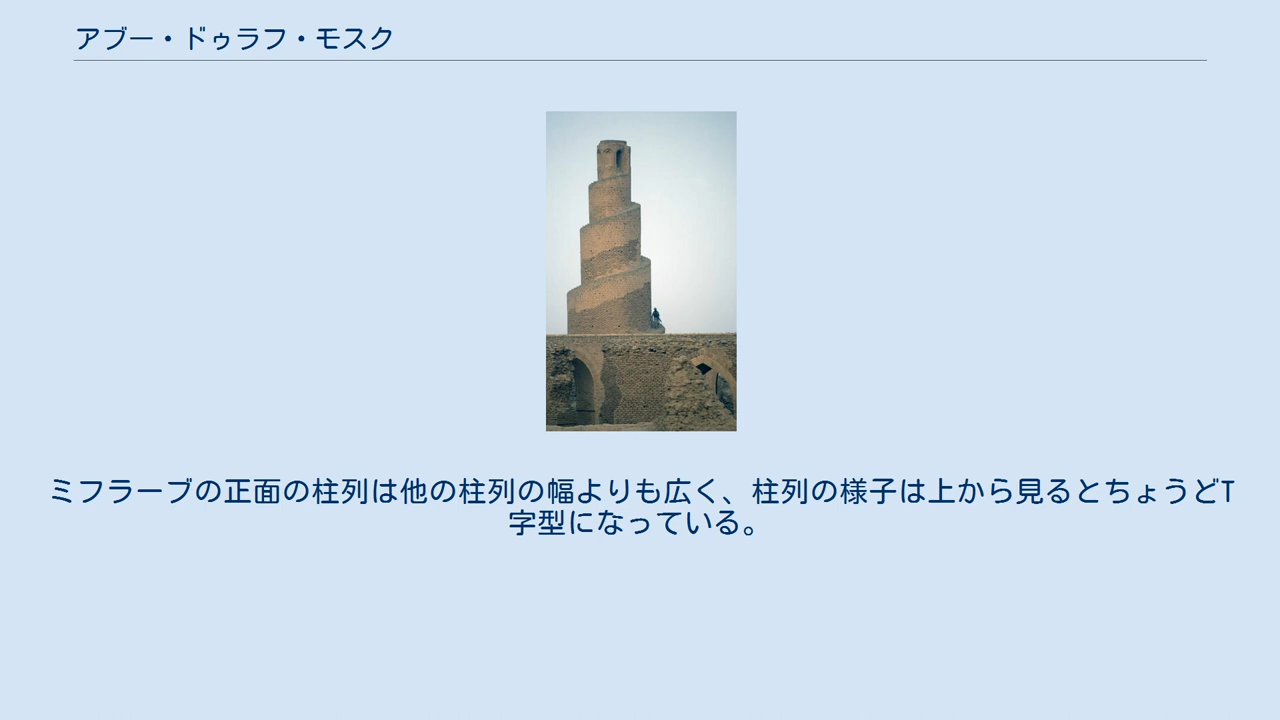 アブー・ドゥラフ・モスク
ミフラーブの正面の柱列は他の柱列の幅よりも広く、柱列の様子は上から見るとちょうどT
字型になっている。